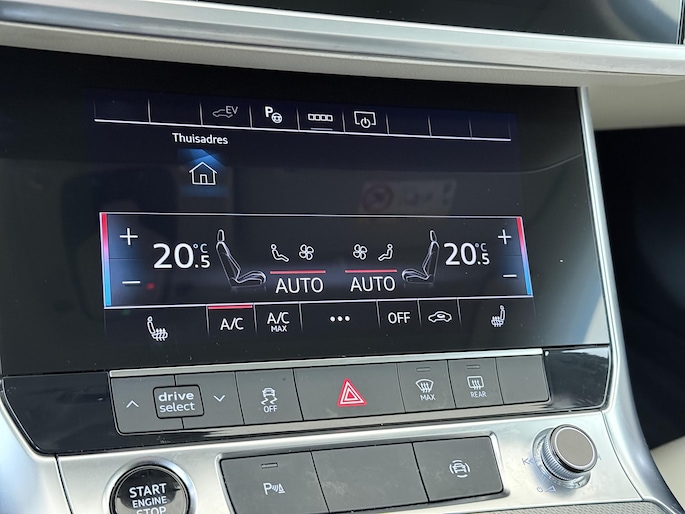 EV P
Thuisadres
+ 20.5 °C AUTO AUTO 20.5 °C +
− −
A/C A/C MAX ••• OFF
drive select OFF MAX REAR
START ENGINE STOP P